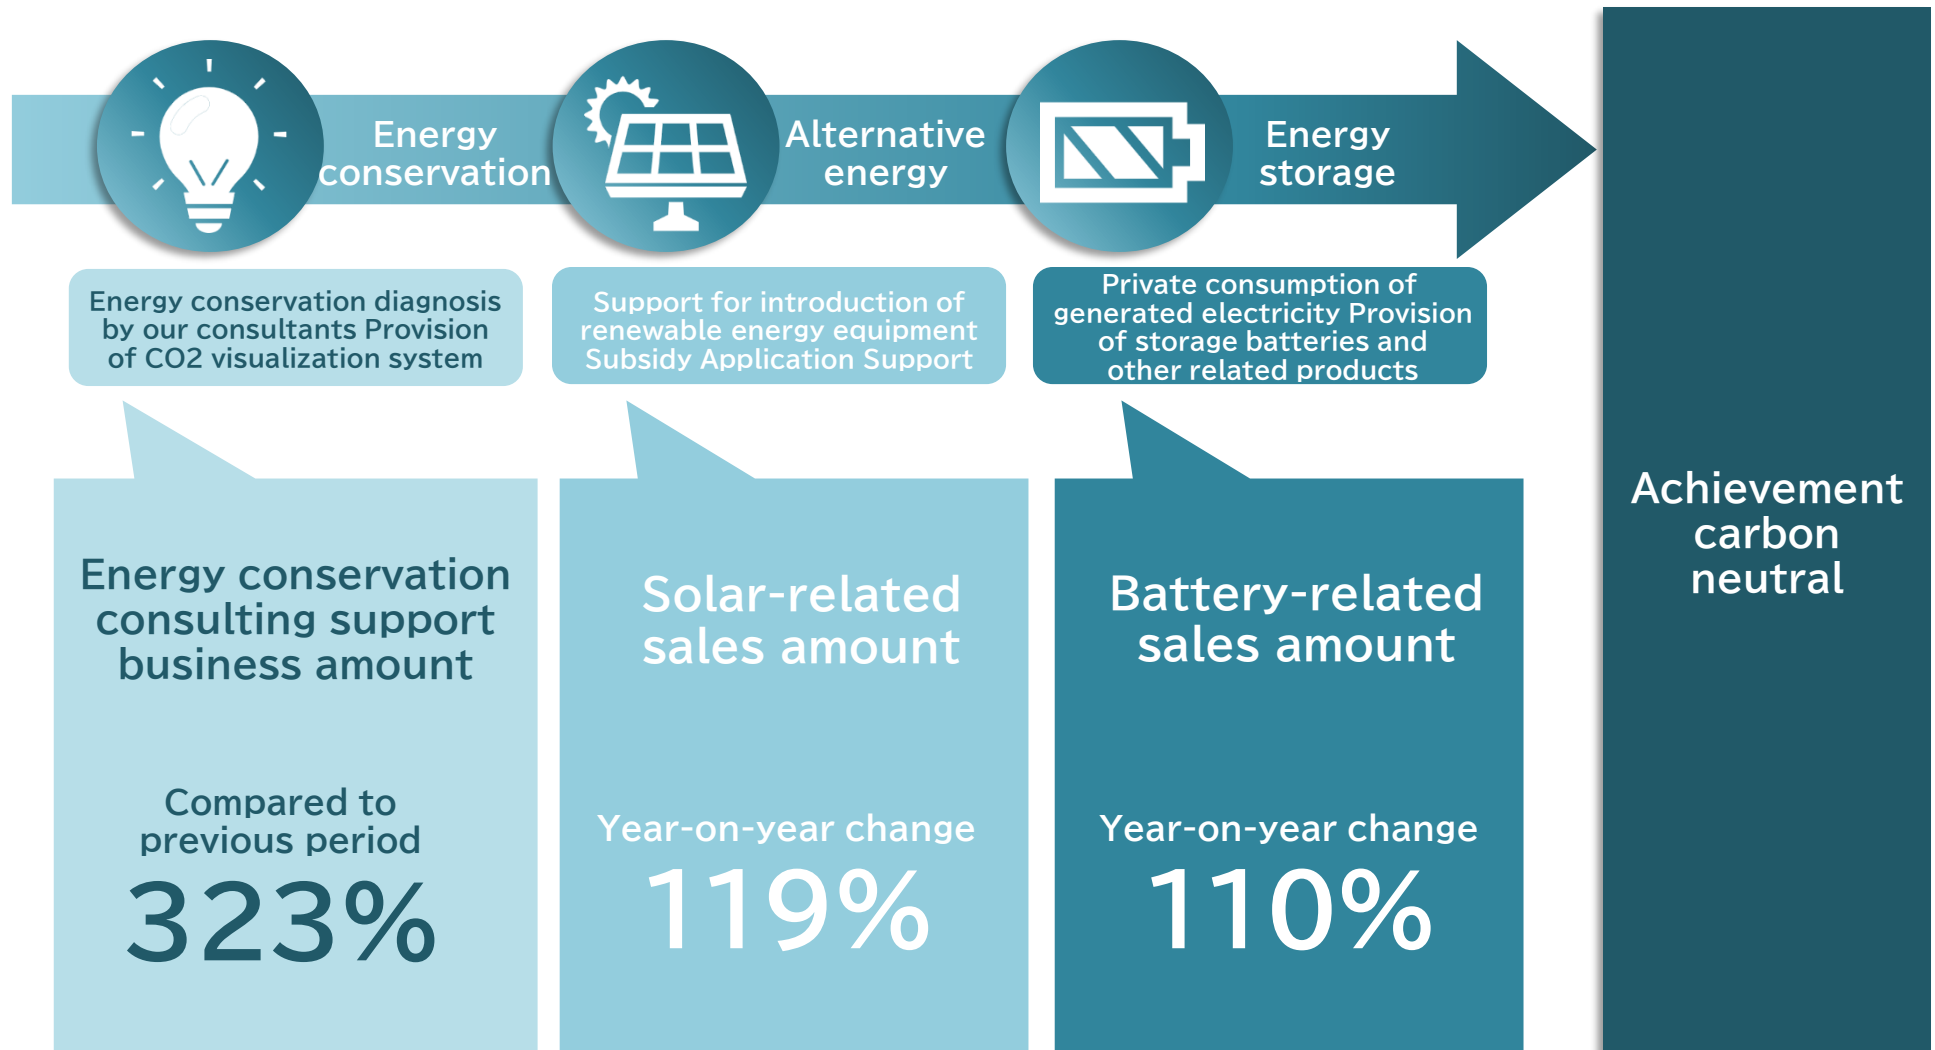 Energy
conservation
Alternative
energy
Energy
storage
Energy conservation diagnosis
by our consultants Provision
of CO2 visualization system
Support for introduction of
renewable energy equipment
Subsidy Application Support
Private consumption of
generated electricity Provision
of storage batteries and
other related products
Energy conservation
consulting support
business amount
Compared to
previous period
323%
Solar-related
sales amount
Year-on-year change
119%
Battery-related
sales amount
Year-on-year change
110%
Achievement
carbon
neutral